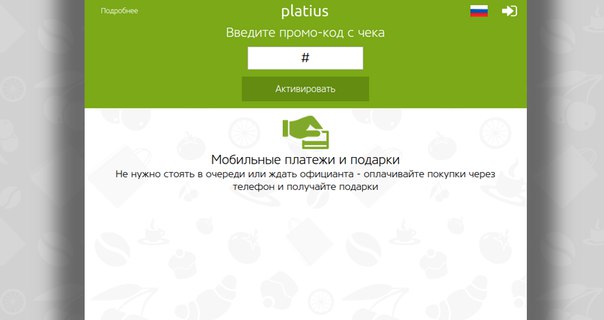 Подробнее
platius
Введите промо-код с чека
#
Активировать
Мобильные платежи и подарки
Не нужно стоять в очереди или ждать официанта - оплачивайте покупки через
телефон и получайте подарки